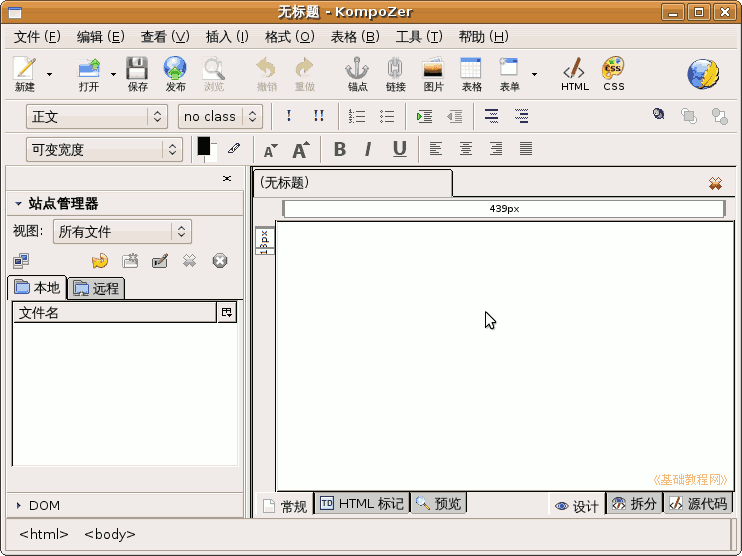 无标题 - KompoZer
文件 (F) 编辑 (E) 查看 (V) 插入 (I) 格式 (O) 表格 (B) 工具 (T) 帮助 (H)
新建 打开 保存 发布 浏览 撤销 重做 锚点 链接 图片 表格 表单 HTML CSS
正文 no class ! !!
可变宽度 A A B I U
站点管理器
视图: 所有文件
本地 远程
文件名
DOM
(无标题)
439px
《基础教程网》
常规 TD HTML 标记 预览 设计 拆分 源代码
<html> <body>